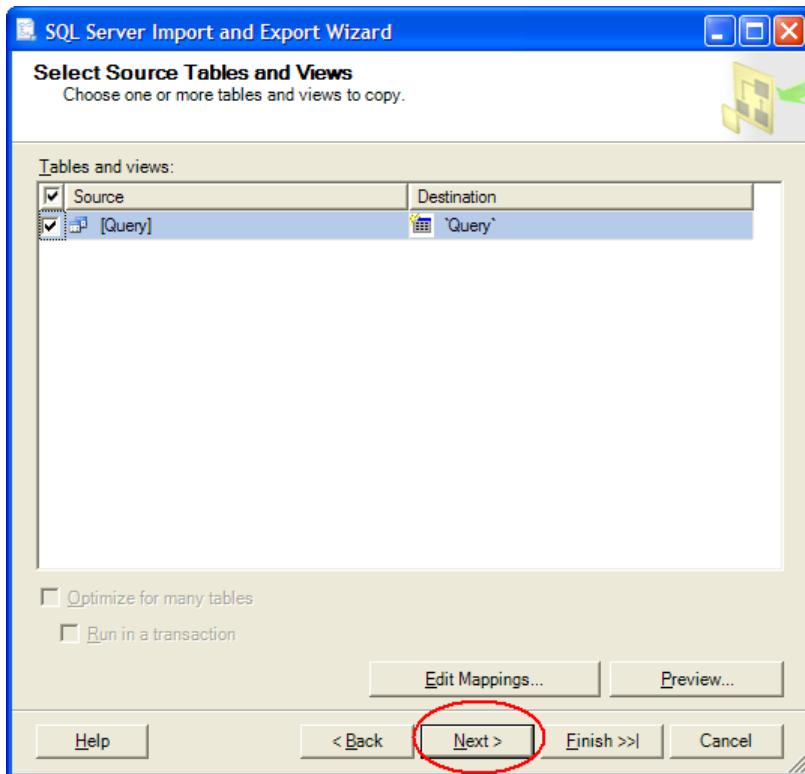 SQL Server Import and Export Wizard
Select Source Tables and Views
Choose one or more tables and views to copy.
Tables and views:
Source Destination
[Query] `Query`
Optimize for many tables
Run in a transaction
Edit Mappings... Preview...
Help < Back Next > Finish >>| Cancel